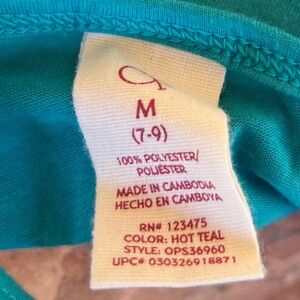 M
(7-9)
100% POLYESTER/
POLIÉSTER
MADE IN CAMBODIA
HECHO EN CAMBOYA
RN# 123475
COLOR: HOT TEAL
STYLE: OPS36960
UPC# 030326918871